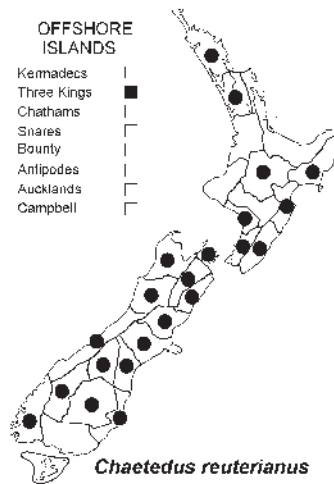 OFFSHORE
ISLANDS
Kermadecs
Three Kings
Chathams
Snares
Bounty
Antipodes
Aucklands
Campbell
Chaetedus reuterianus